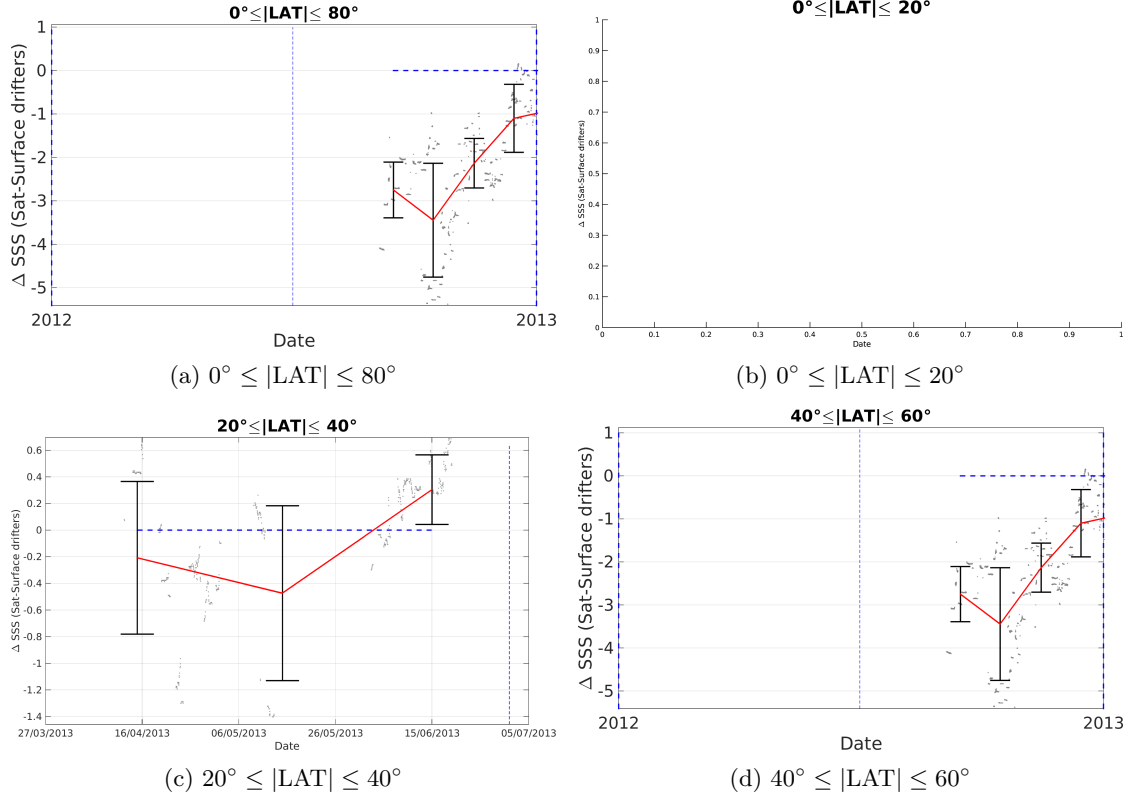 0°≤|LAT|≤ 80°
Δ SSS (Sat-Surface drifters)
1
0
-1
-2
-3
-4
-5
2012
2013
Date
(a) 0° ≤ |LAT| ≤ 80°
0°≤|LAT|≤ 20°
Δ SSS (Sat-Surface drifters)
1
0.9
0.8
0.7
0.6
0.5
0.4
0.3
0.2
0.1
0
0 0.1 0.2 0.3 0.4 0.5 0.6 0.7 0.8 0.9 1
Date
(b) 0° ≤ |LAT| ≤ 20°
20°≤|LAT|≤ 40°
Δ SSS (Sat-Surface drifters)
0.6
0.4
0.2
0
-0.2
-0.4
-0.6
-0.8
-1
-1.2
-1.4
27/03/2013 16/04/2013 06/05/2013 26/05/2013 15/06/2013 05/07/2013
Date
(c) 20° ≤ |LAT| ≤ 40°
40°≤|LAT|≤ 60°
Δ SSS (Sat-Surface drifters)
1
0
-1
-2
-3
-4
-5
2012
2013
Date
(d) 40° ≤ |LAT| ≤ 60°